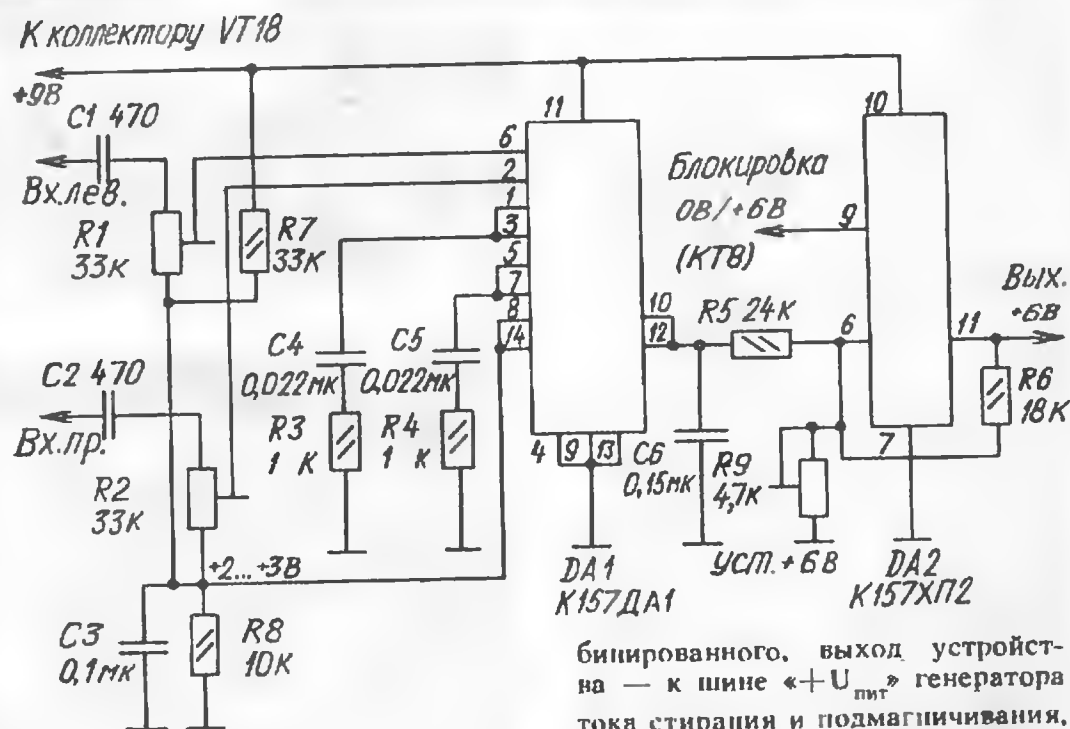 К коллектору VT18
+9В
C1 470
Вх.лев.
R1
33К
R7
33К
C2 470
Вх.пр.
R2
33К
C3
0,1мк
R8
10К
+2... +3В
C4
0,022мк
R3
1 К
C5
0,022мк
R4
1 К
11
6
2
1
3
5
7
8
14
4
9
13
10
12
DA1
К157ДА1
C6
0,15мк
R5 24К
R9
4,7К
УСТ. +6В
Блокировка
0В/+6В
(КТ8)
10
9
6
11
7
DA2
К157ХП2
Вых.
+6В
R6
18К
бинированного, выход устройст-
ва — к шине «+Uпит» генератора
тока стирания и подмагничивания,